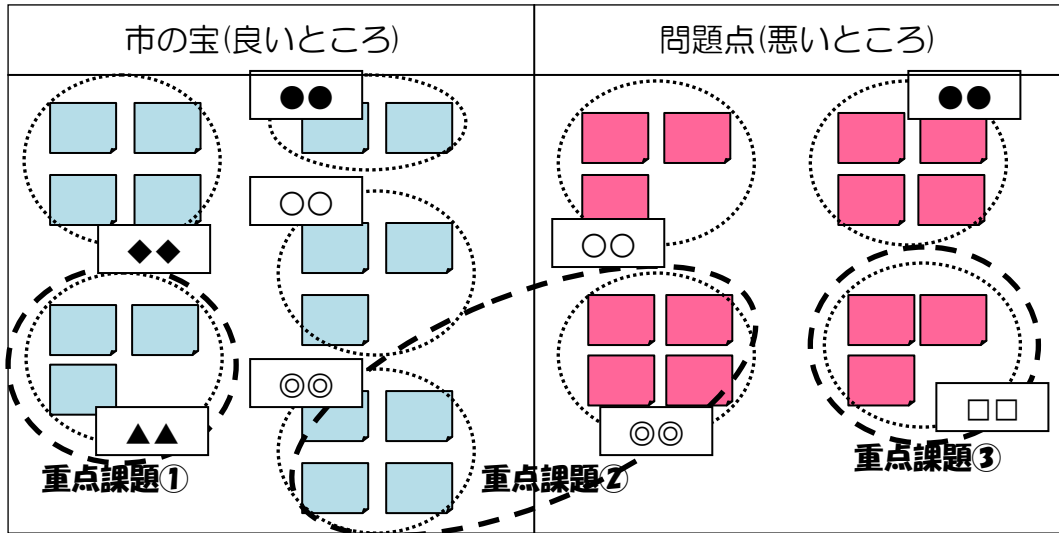 市の宝(良いところ)
問題点(悪いところ)
●●
●●
○○
○○
◆◆
◎◎
◎◎
▲▲
□□
重点課題①
重点課題②
重点課題③